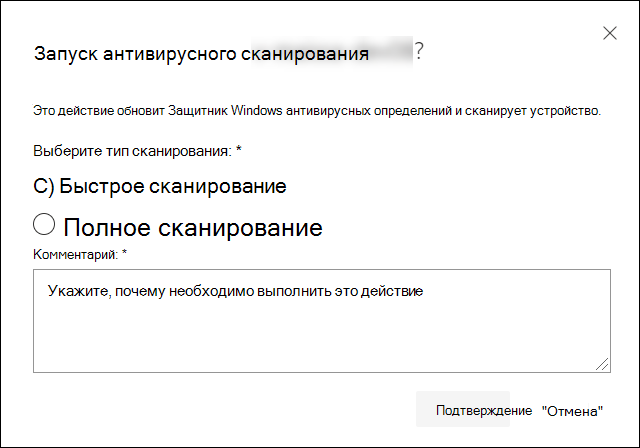 Запуск антивирусного сканирования ?
Это действие обновит Защитник Windows антивирусных определений и сканирует устройство.
Выберите тип сканирования: *
С) Быстрое сканирование
Полное сканирование
Комментарий: *
Укажите, почему необходимо выполнить это действие
Подтверждение "Отмена"